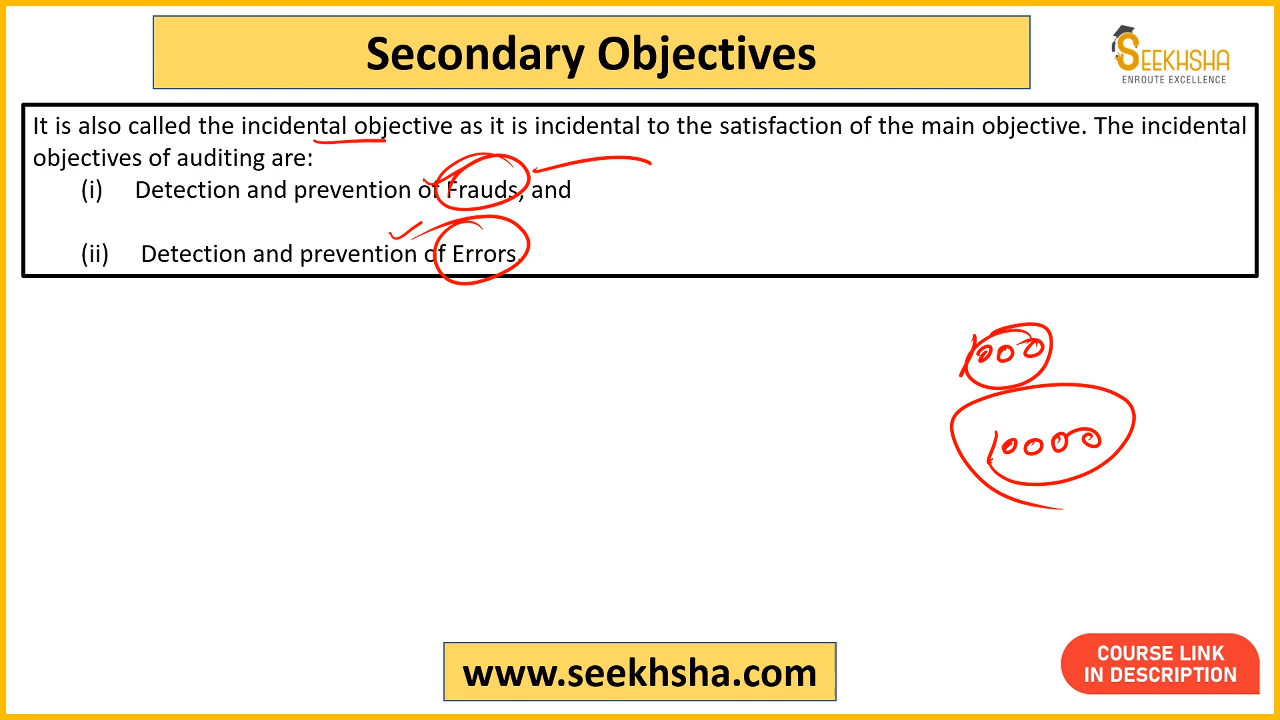 Secondary Objectives
SEEKHSHA
ENROUTE EXCELLENCE
It is also called the incidental objective as it is incidental to the satisfaction of the main objective. The incidental
objectives of auditing are:
(i) Detection and prevention of Frauds, and
(ii) Detection and prevention of Errors.
1000
10000
www.seekhsha.com
COURSE LINK
IN DESCRIPTION